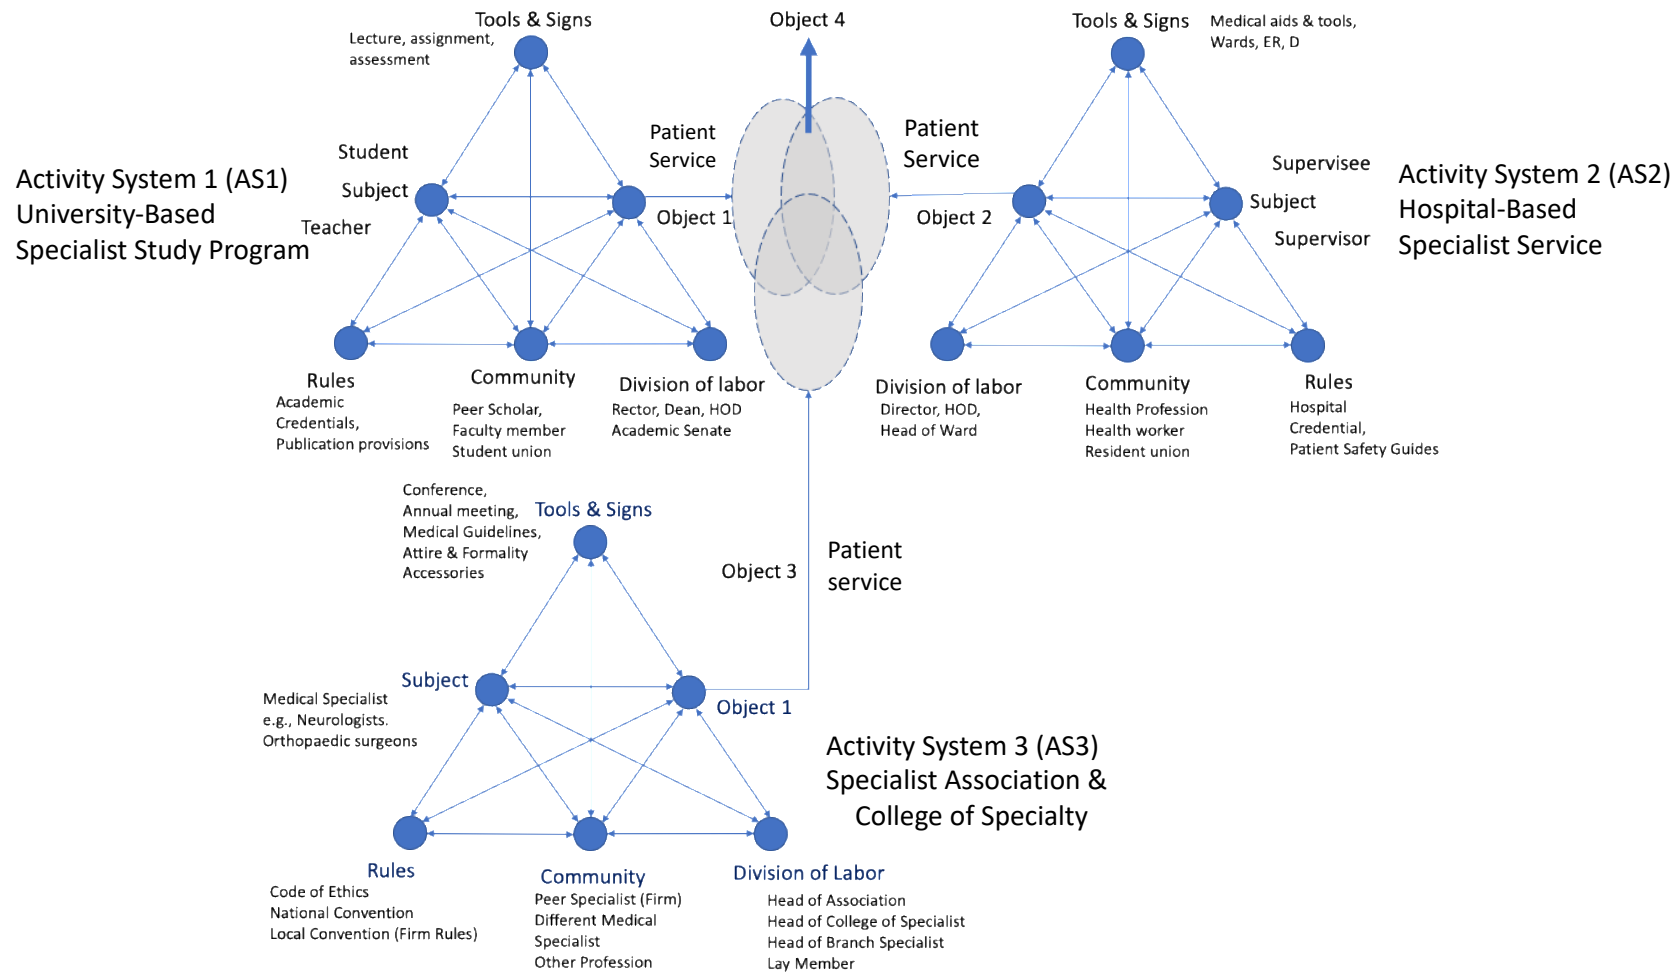 Tools & Signs
Lecture, assignment,
assessment
Object 4
Tools & Signs
Medical aids & tools,
Wards, ER, D
Activity System 1 (AS1)
University-Based
Specialist Study Program
Student
Subject
Teacher
Patient
Service
Object 1
Patient
Service
Object 2
Supervisee
Subject
Supervisor
Activity System 2 (AS2)
Hospital-Based
Specialist Service
Rules
Academic
Credentials,
Publication provisions
Community
Peer Scholar,
Faculty member
Student union
Division of labor
Rector, Dean, HOD
Academic Senate
Division of labor
Director, HOD,
Head of Ward
Community
Health Profession
Health worker
Resident union
Rules
Hospital
Credential,
Patient Safety Guides
Conference,
Annual meeting,
Medical Guidelines,
Attire & Formality
Accessories
Tools & Signs
Object 3
Patient
service
Subject
Medical Specialist
e.g., Neurologists.
Orthopaedic surgeons
Object 1
Activity System 3 (AS3)
Specialist Association &
College of Specialty
Rules
Code of Ethics
National Convention
Local Convention (Firm Rules)
Community
Peer Specialist (Firm)
Different Medical
Specialist
Other Profession
Division of Labor
Head of Association
Head of College of Specialist
Head of Branch Specialist
Lay Member